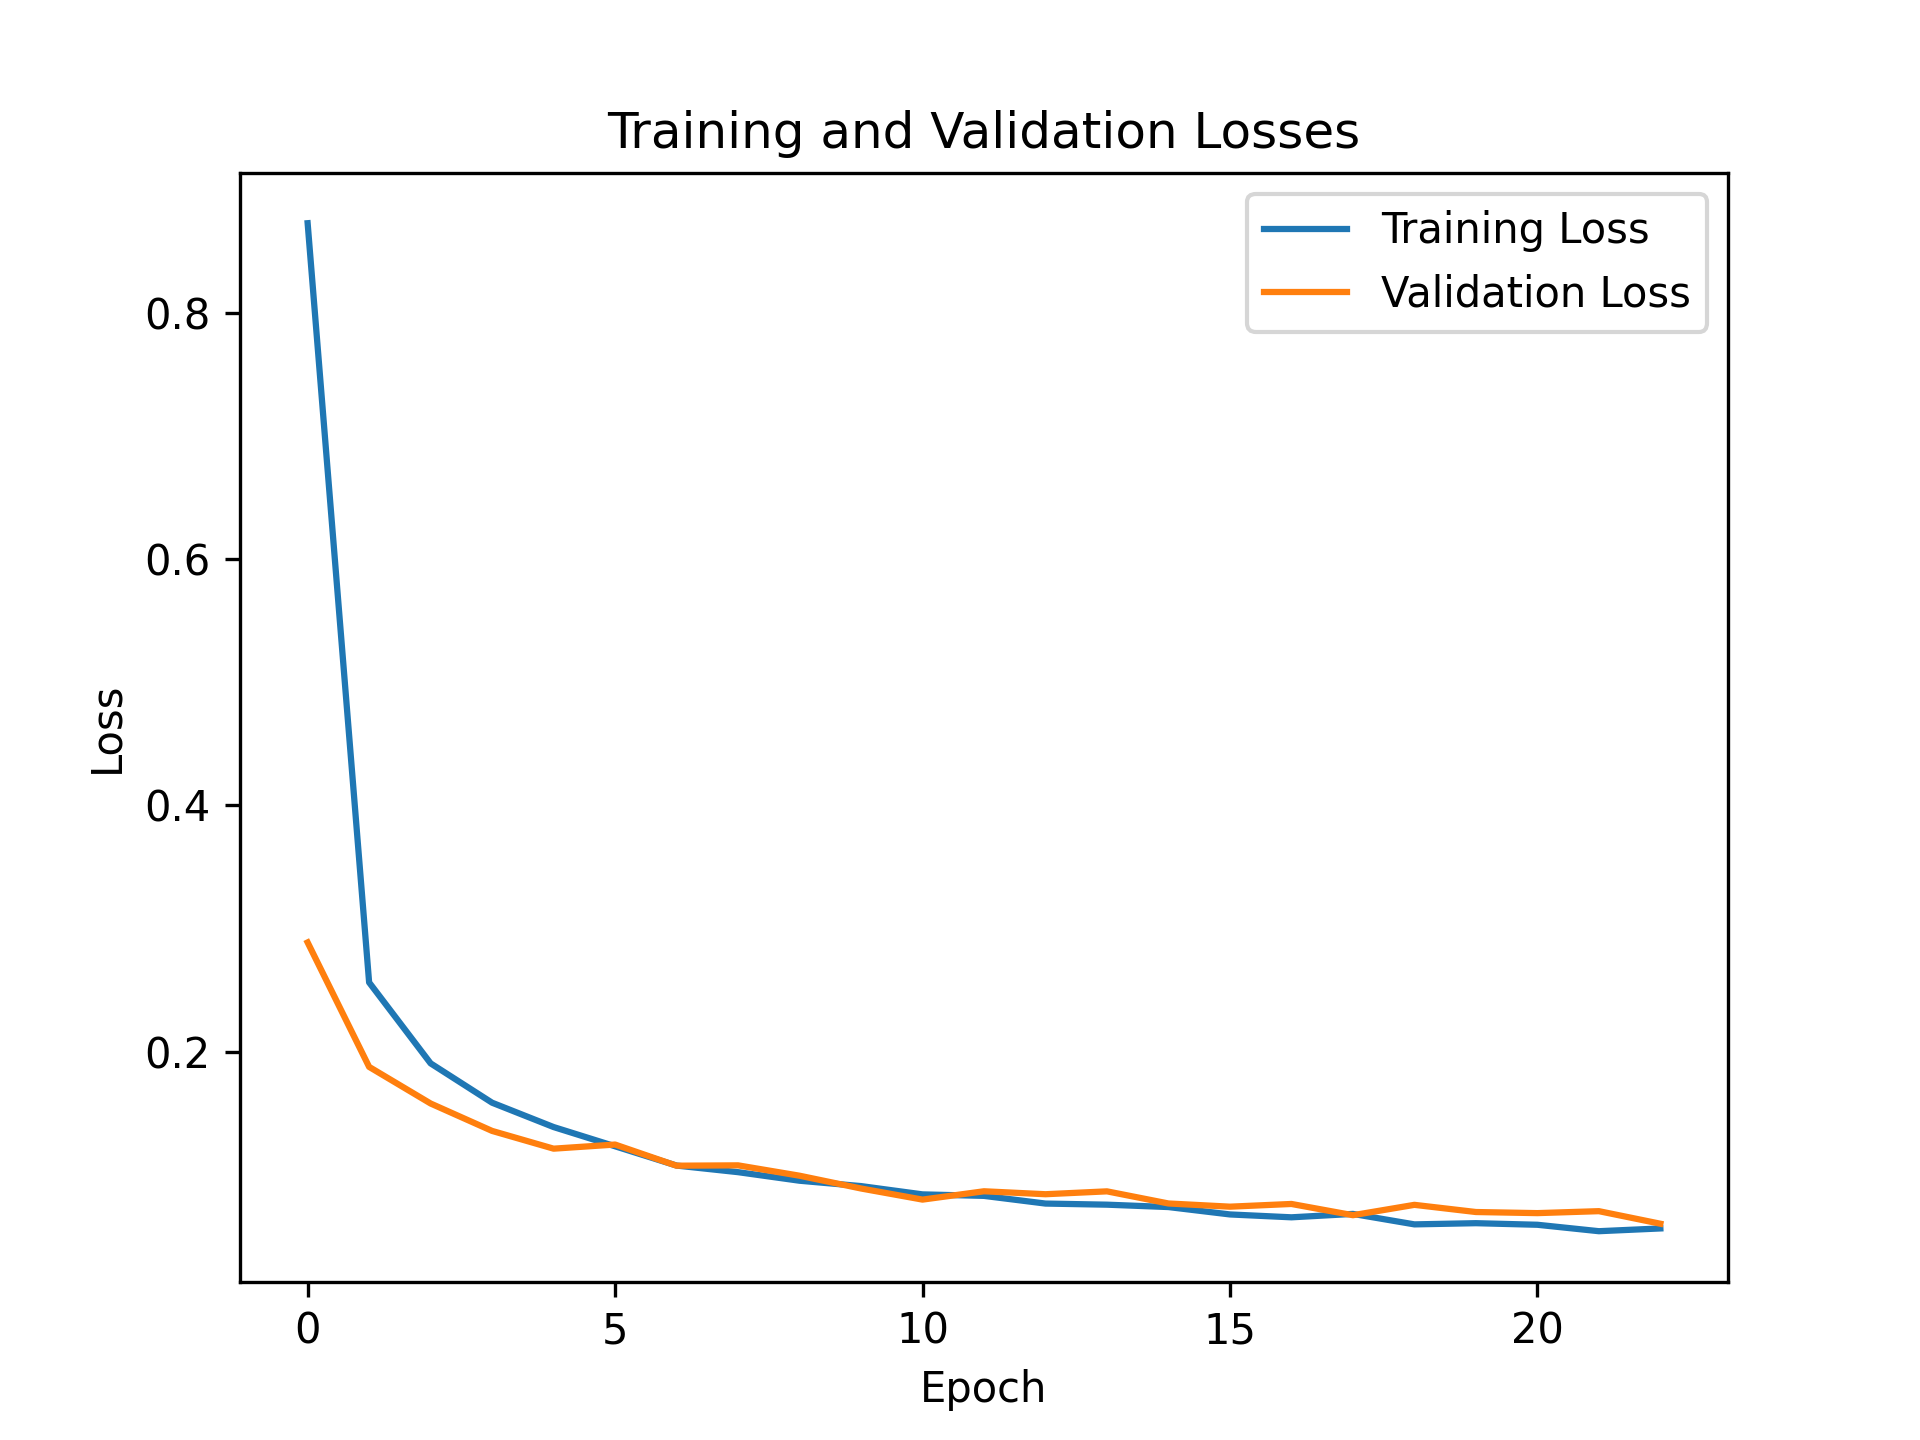 Training and Validation Losses
Training Loss
Validation Loss
0.8
0.6
0.4
0.2
Loss
0
5
10
15
20
Epoch